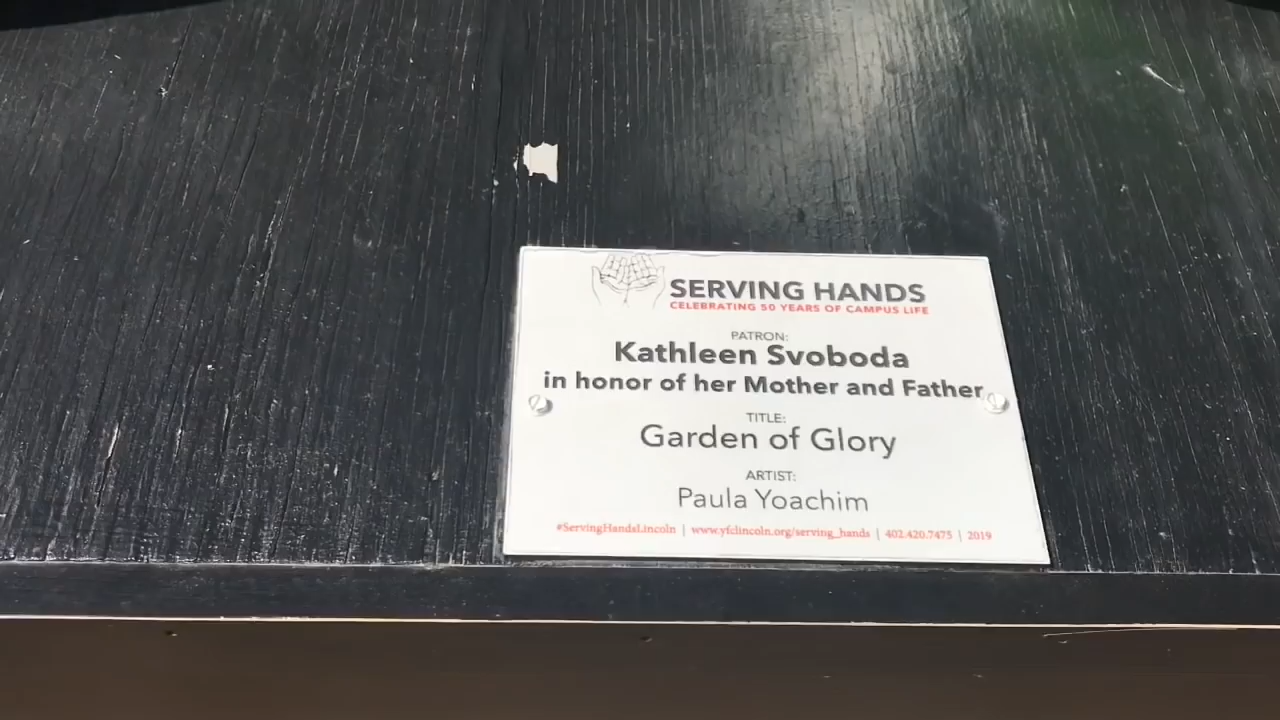 SERVING HANDS
CELEBRATING 50 YEARS OF CAMPUS LIFE
PATRON:
Kathleen Svoboda
in honor of her Mother and Father
TITLE:
Garden of Glory
ARTIST:
Paula Yoachim
#ServingHandsLincoln | www.yfclincoln.org/serving_hands | 402.420.7475 | 2019